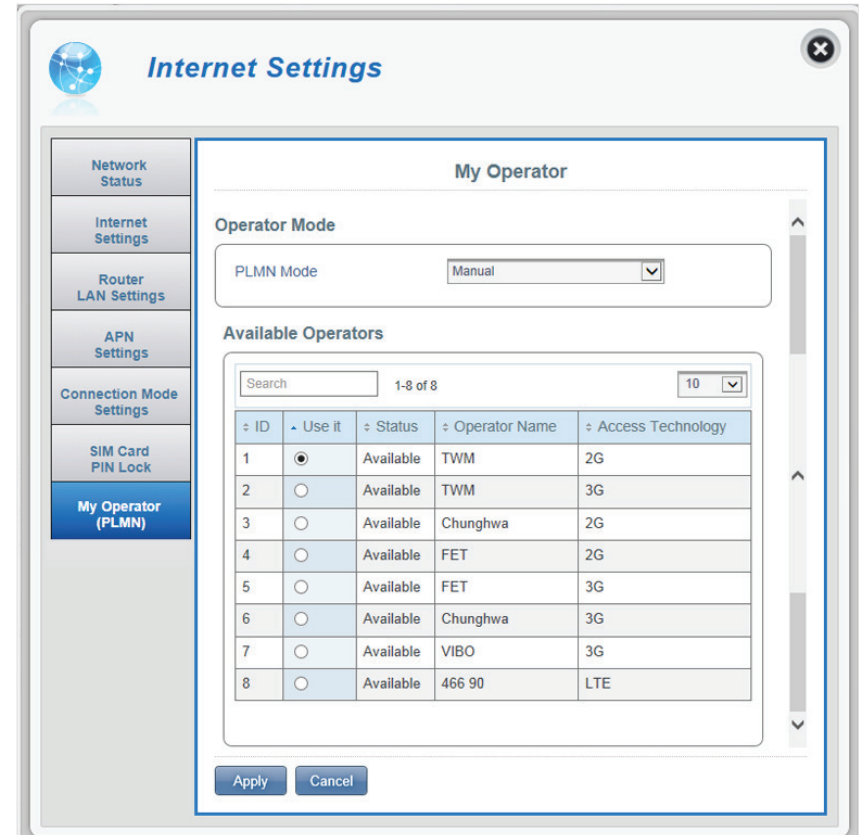 Internet Settings
Network
Status
Internet
Settings
Router
LAN Settings
APN
Settings
Connection Mode
Settings
SIM Card
PIN Lock
My Operator
(PLMN)
My Operator
Operator Mode
PLMN Mode Manual
Available Operators
Search 1-8 of 8 10
ID Use it Status Operator Name Access Technology
1 Available TWM 2G
2 Available TWM 3G
3 Available Chunghwa 2G
4 Available FET 2G
5 Available FET 3G
6 Available Chunghwa 3G
7 Available VIBO 3G
8 Available 466 90 LTE
Apply Cancel